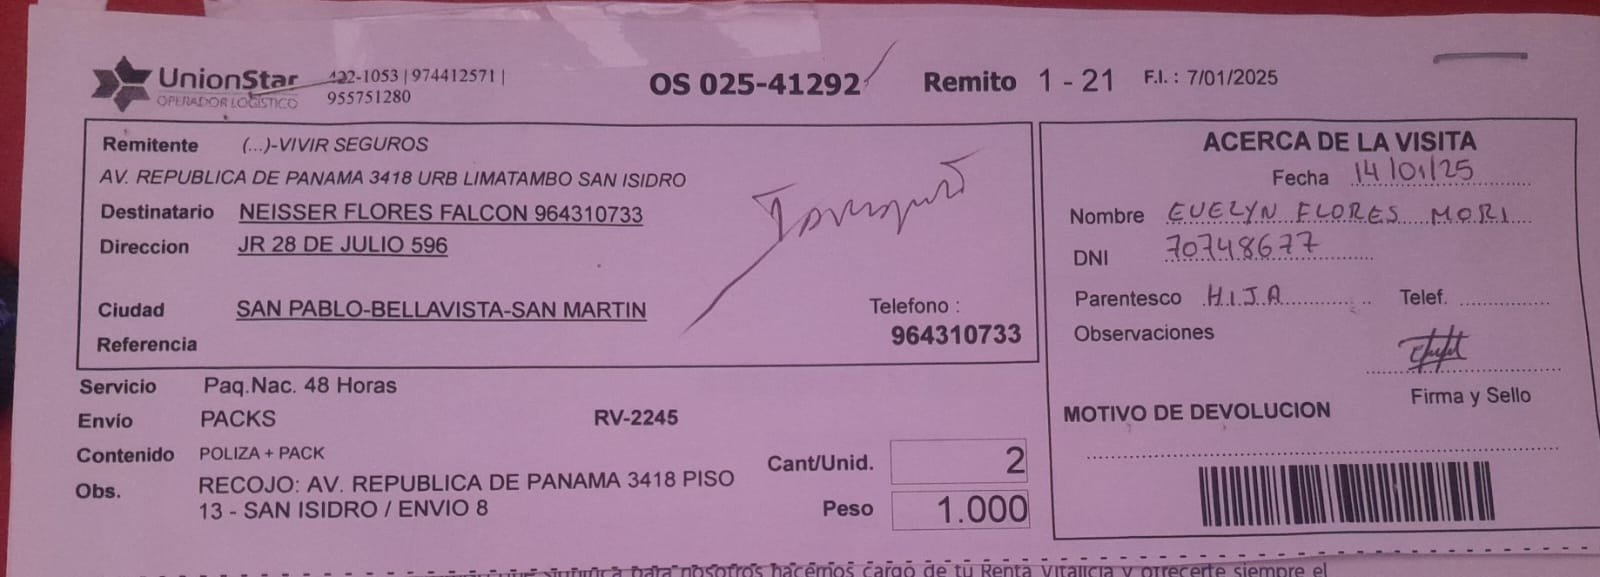 UnionStar
OPERADOR LOGISTICO
422-1053 | 974412571 |
955751280
OS 025-41292
Remito 1 - 21 F.I. : 7/01/2025
Remitente (...)-VIVIR SEGUROS
AV. REPUBLICA DE PANAMA 3418 URB LIMATAMBO SAN ISIDRO
Destinatario NEISSER FLORES FALCON 964310733
Direccion JR 28 DE JULIO 596
Ciudad SAN PABLO-BELLAVISTA-SAN MARTIN
Telefono :
964310733
Referencia
Servicio Paq.Nac. 48 Horas
Envío PACKS RV-2245
Contenido POLIZA + PACK
Obs. RECOJO: AV. REPUBLICA DE PANAMA 3418 PISO
13 - SAN ISIDRO / ENVIO 8
Cant/Unid. 2
Peso 1.000
ACERCA DE LA VISITA
Fecha 14/01/25
Nombre EVELYN FLORES MORI
DNI 70748677
Parentesco HIJA Telef.
Observaciones
Firma y Sello
MOTIVO DE DEVOLUCION
para nosotros hacernos cargo de tu Renta Vitalicia y ofrecerte siempre el